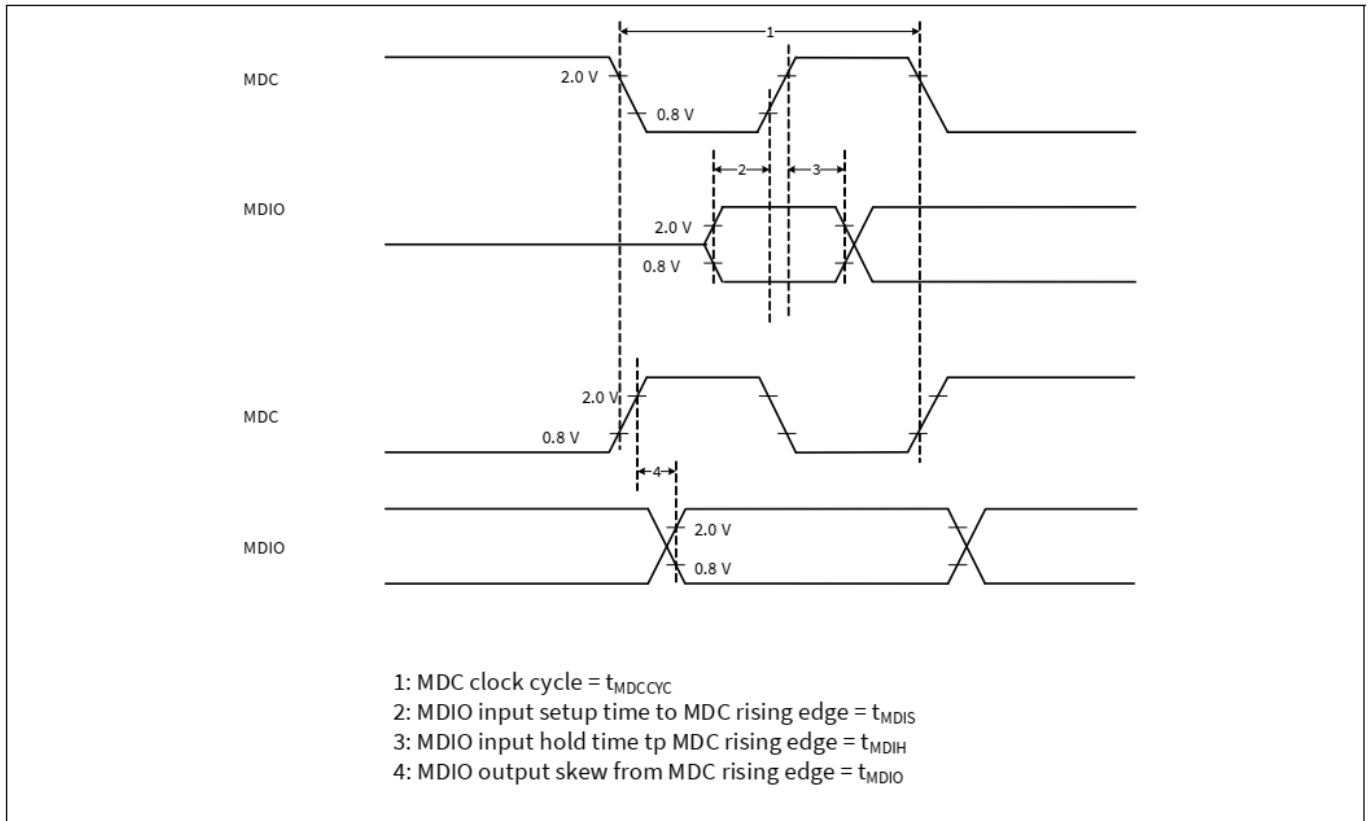 1
MDC
2.0 V
0.8 V
2
3
MDIO
2.0 V
0.8 V
2.0 V
MDC
0.8 V
4
2.0 V
MDIO
0.8 V
1: MDC clock cycle = tMDCCYC
2: MDIO input setup time to MDC rising edge = tMDIS
3: MDIO input hold time tp MDC rising edge = tMDIH
4: MDIO output skew from MDC rising edge = tMDIO